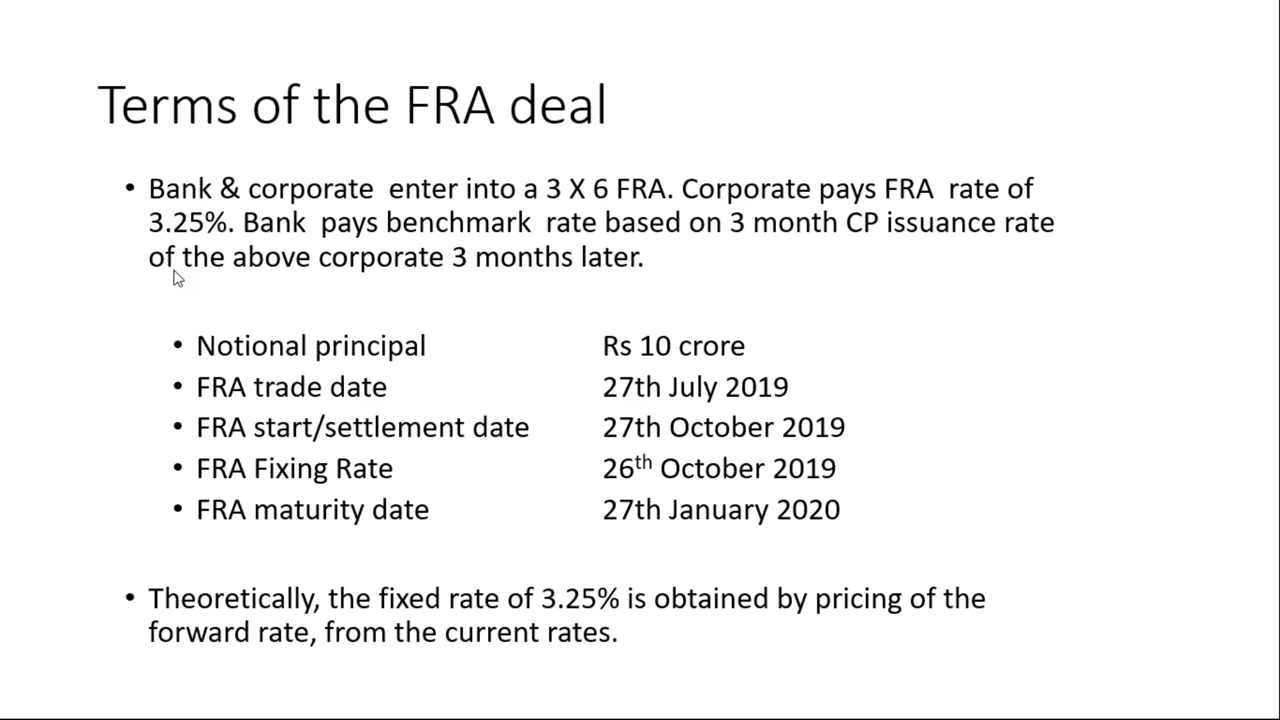 Terms of the FRA deal
• Bank & corporate enter into a 3 X 6 FRA. Corporate pays FRA rate of
3.25%. Bank pays benchmark rate based on 3 month CP issuance rate
of the above corporate 3 months later.
• Notional principal Rs 10 crore
• FRA trade date 27th July 2019
• FRA start/settlement date 27th October 2019
• FRA Fixing Rate 26th October 2019
• FRA maturity date 27th January 2020
• Theoretically, the fixed rate of 3.25% is obtained by pricing of the
forward rate, from the current rates.